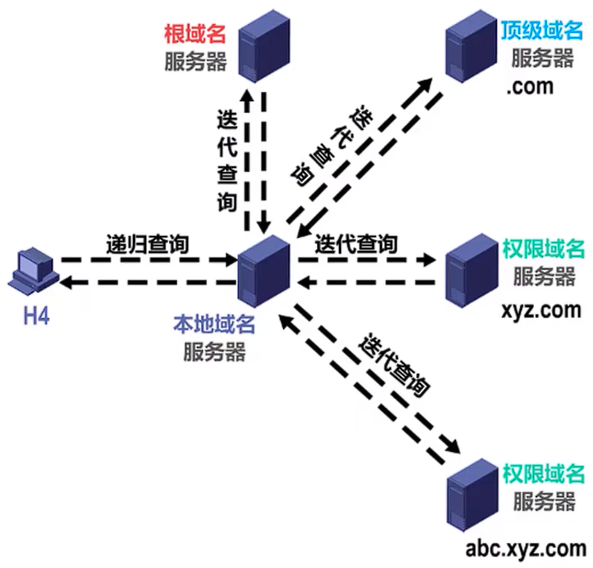 根域名
服务器
顶级域名
服务器
.com
迭代查询
迭代查询
递归查询
迭代查询
权限域名
服务器
xyz.com
H4
本地域名
服务器
迭代查询
权限域名
服务器
abc.xyz.com